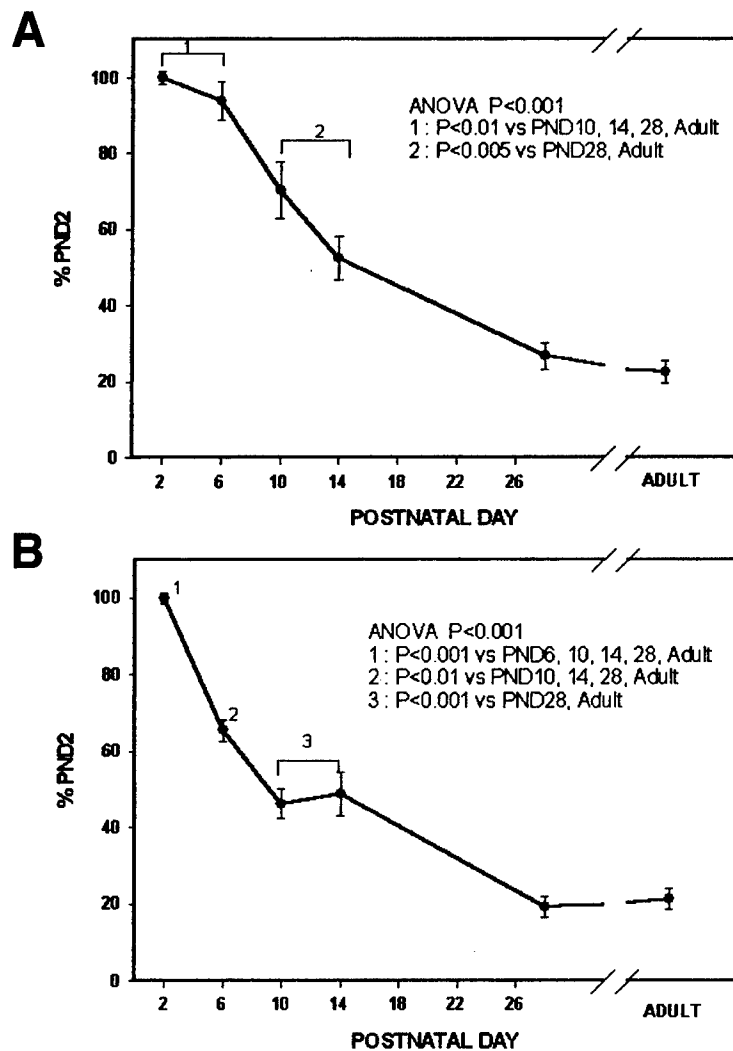 A
1
2
ANOVA P<0.001
1 : P<0.01 vs PND10, 14, 28, Adult
2 : P<0.005 vs PND28, Adult
% PND2
100
80
60
40
20
0
2 6 10 14 18 22 26 ADULT
POSTNATAL DAY
B
1
2
3
ANOVA P<0.001
1 : P<0.001 vs PND6, 10, 14, 28, Adult
2 : P<0.01 vs PND10, 14, 28, Adult
3 : P<0.001 vs PND28, Adult
% PND2
100
80
60
40
20
0
2 6 10 14 18 22 26 ADULT
POSTNATAL DAY